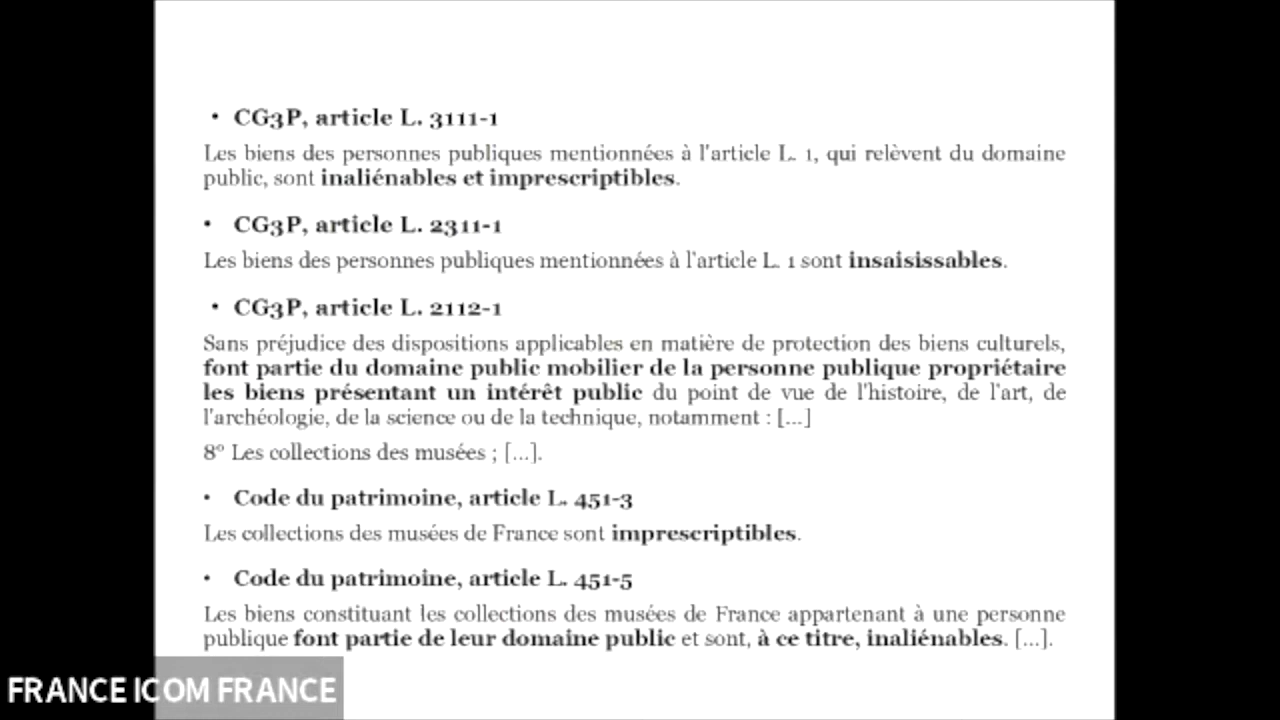 • CG3P, article L. 3111-1
Les biens des personnes publiques mentionnées à l'article L. 1, qui relèvent du domaine
public, sont inaliénables et imprescriptibles.
• CG3P, article L. 2311-1
Les biens des personnes publiques mentionnées à l'article L. 1 sont insaisissables.
• CG3P, article L. 2112-1
Sans préjudice des dispositions applicables en matière de protection des biens culturels,
font partie du domaine public mobilier de la personne publique propriétaire
les biens présentant un intérêt public du point de vue de l'histoire, de l'art, de
l'archéologie, de la science ou de la technique, notamment : [...]
8° Les collections des musées ; [...].
• Code du patrimoine, article L. 451-3
Les collections des musées de France sont imprescriptibles.
• Code du patrimoine, article L. 451-5
Les biens constituant les collections des musées de France appartenant à une personne
publique font partie de leur domaine public et sont, à ce titre, inaliénables. [...].
FRANCE ICOM FRANCE